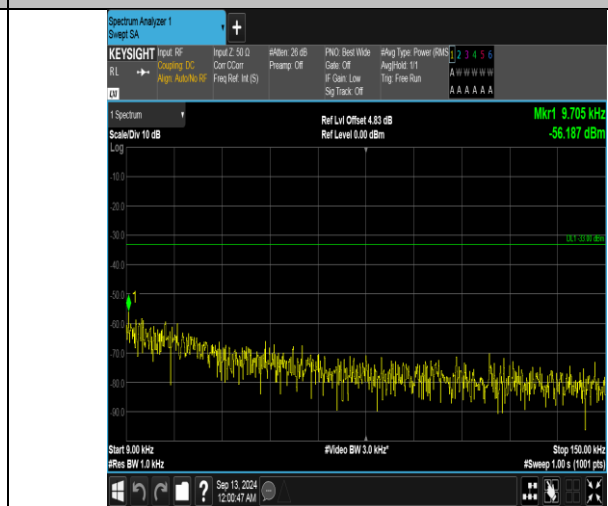 Spectrum Analyzer 1
Swept SA
+
KEYSIGHT
RL
Input: RF
Coupling: DC
Align: Auto/No RF
Input Z: 50 Ω
Corr CCorr
Freq Ref: Int (S)
#Atten: 26 dB
Preamp: Off
PNO: Best Wide
Gate: Off
IF Gain: Low
Sig Track: Off
#Avg Type: Power (RMS
Avg|Hold: 1/1
Trig: Free Run
1 2 3 4 5 6
A W W W W W
A A A A A A
1 Spectrum
Scale/Div 10 dB
Ref Lvl Offset 4.83 dB
Ref Level 0.00 dBm
Mkr1 9.705 kHz
-56.187 dBm
Log
-10.0
-20.0
-30.0
DL1 -33.00 dBm
-40.0
-50.0
1
-60.0
-70.0
-80.0
-90.0
Start 9.00 kHz
#Video BW 3.0 kHz*
Stop 150.00 kHz
#Res BW 1.0 kHz
#Sweep 1.00 s (1001 pts)
?
Sep 13, 2024
12:00:47 AM